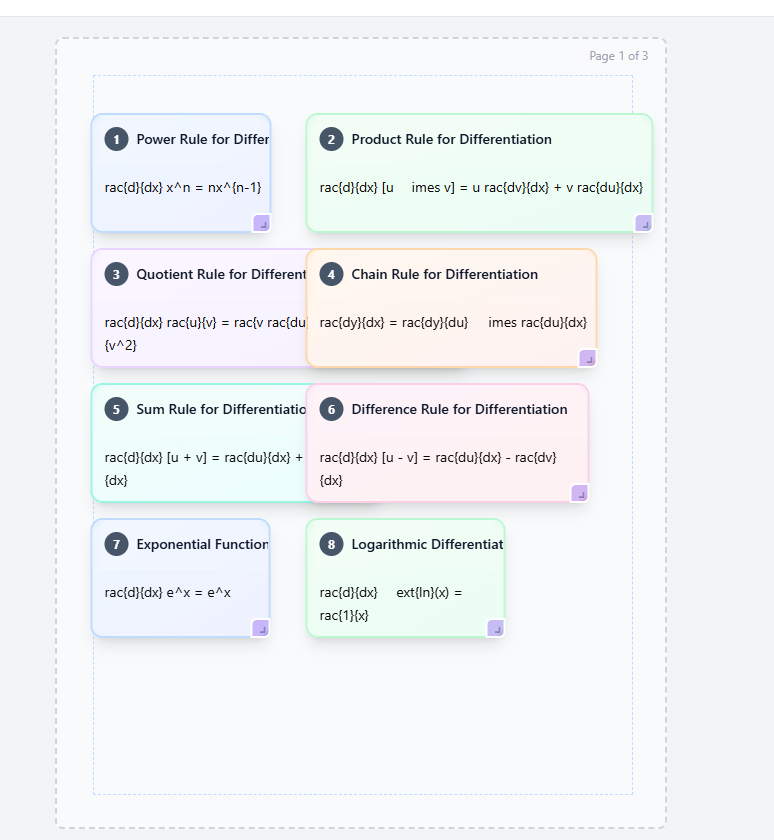 Page 1 of 3
1 Power Rule for Differ
rac{d}{dx} x^n = nx^{n-1}
2 Product Rule for Differentiation
rac{d}{dx} [u imes v] = u rac{dv}{dx} + v rac{du}{dx}
3 Quotient Rule for Different
rac{d}{dx} rac{u}{v} = rac{v rac{du
{v^2}
4 Chain Rule for Differentiation
rac{dy}{dx} = rac{dy}{du} imes rac{du}{dx}
5 Sum Rule for Differentiatio
rac{d}{dx} [u + v] = rac{du}{dx} +
{dx}
6 Difference Rule for Differentiation
rac{d}{dx} [u - v] = rac{du}{dx} - rac{dv}
{dx}
7 Exponential Function
rac{d}{dx} e^x = e^x
8 Logarithmic Differentiat
rac{d}{dx} ext{ln}(x) =
rac{1}{x}